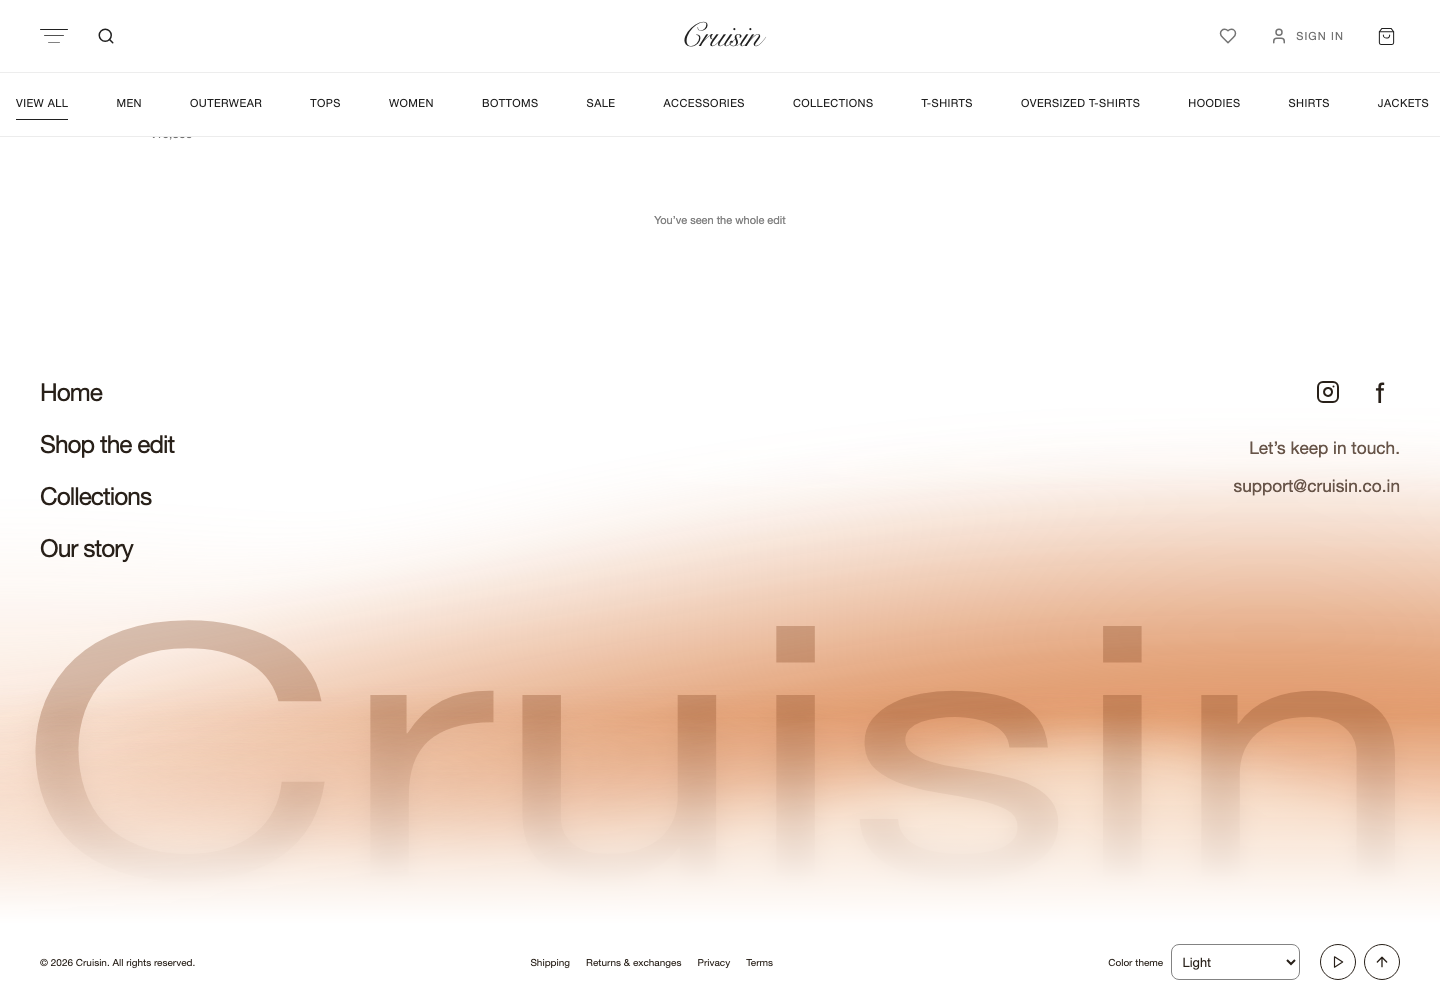 Cruisin
SIGN IN
VIEW ALL MEN OUTERWEAR TOPS WOMEN BOTTOMS SALE ACCESSORIES COLLECTIONS T-SHIRTS OVERSIZED T-SHIRTS HOODIES SHIRTS JACKETS
You’ve seen the whole edit
Home
Shop the edit
Collections
Our story
Let’s keep in touch.
support@cruisin.co.in
Cruisin
© 2026 Cruisin. All rights reserved.
Shipping Returns & exchanges Privacy Terms
Color theme Light